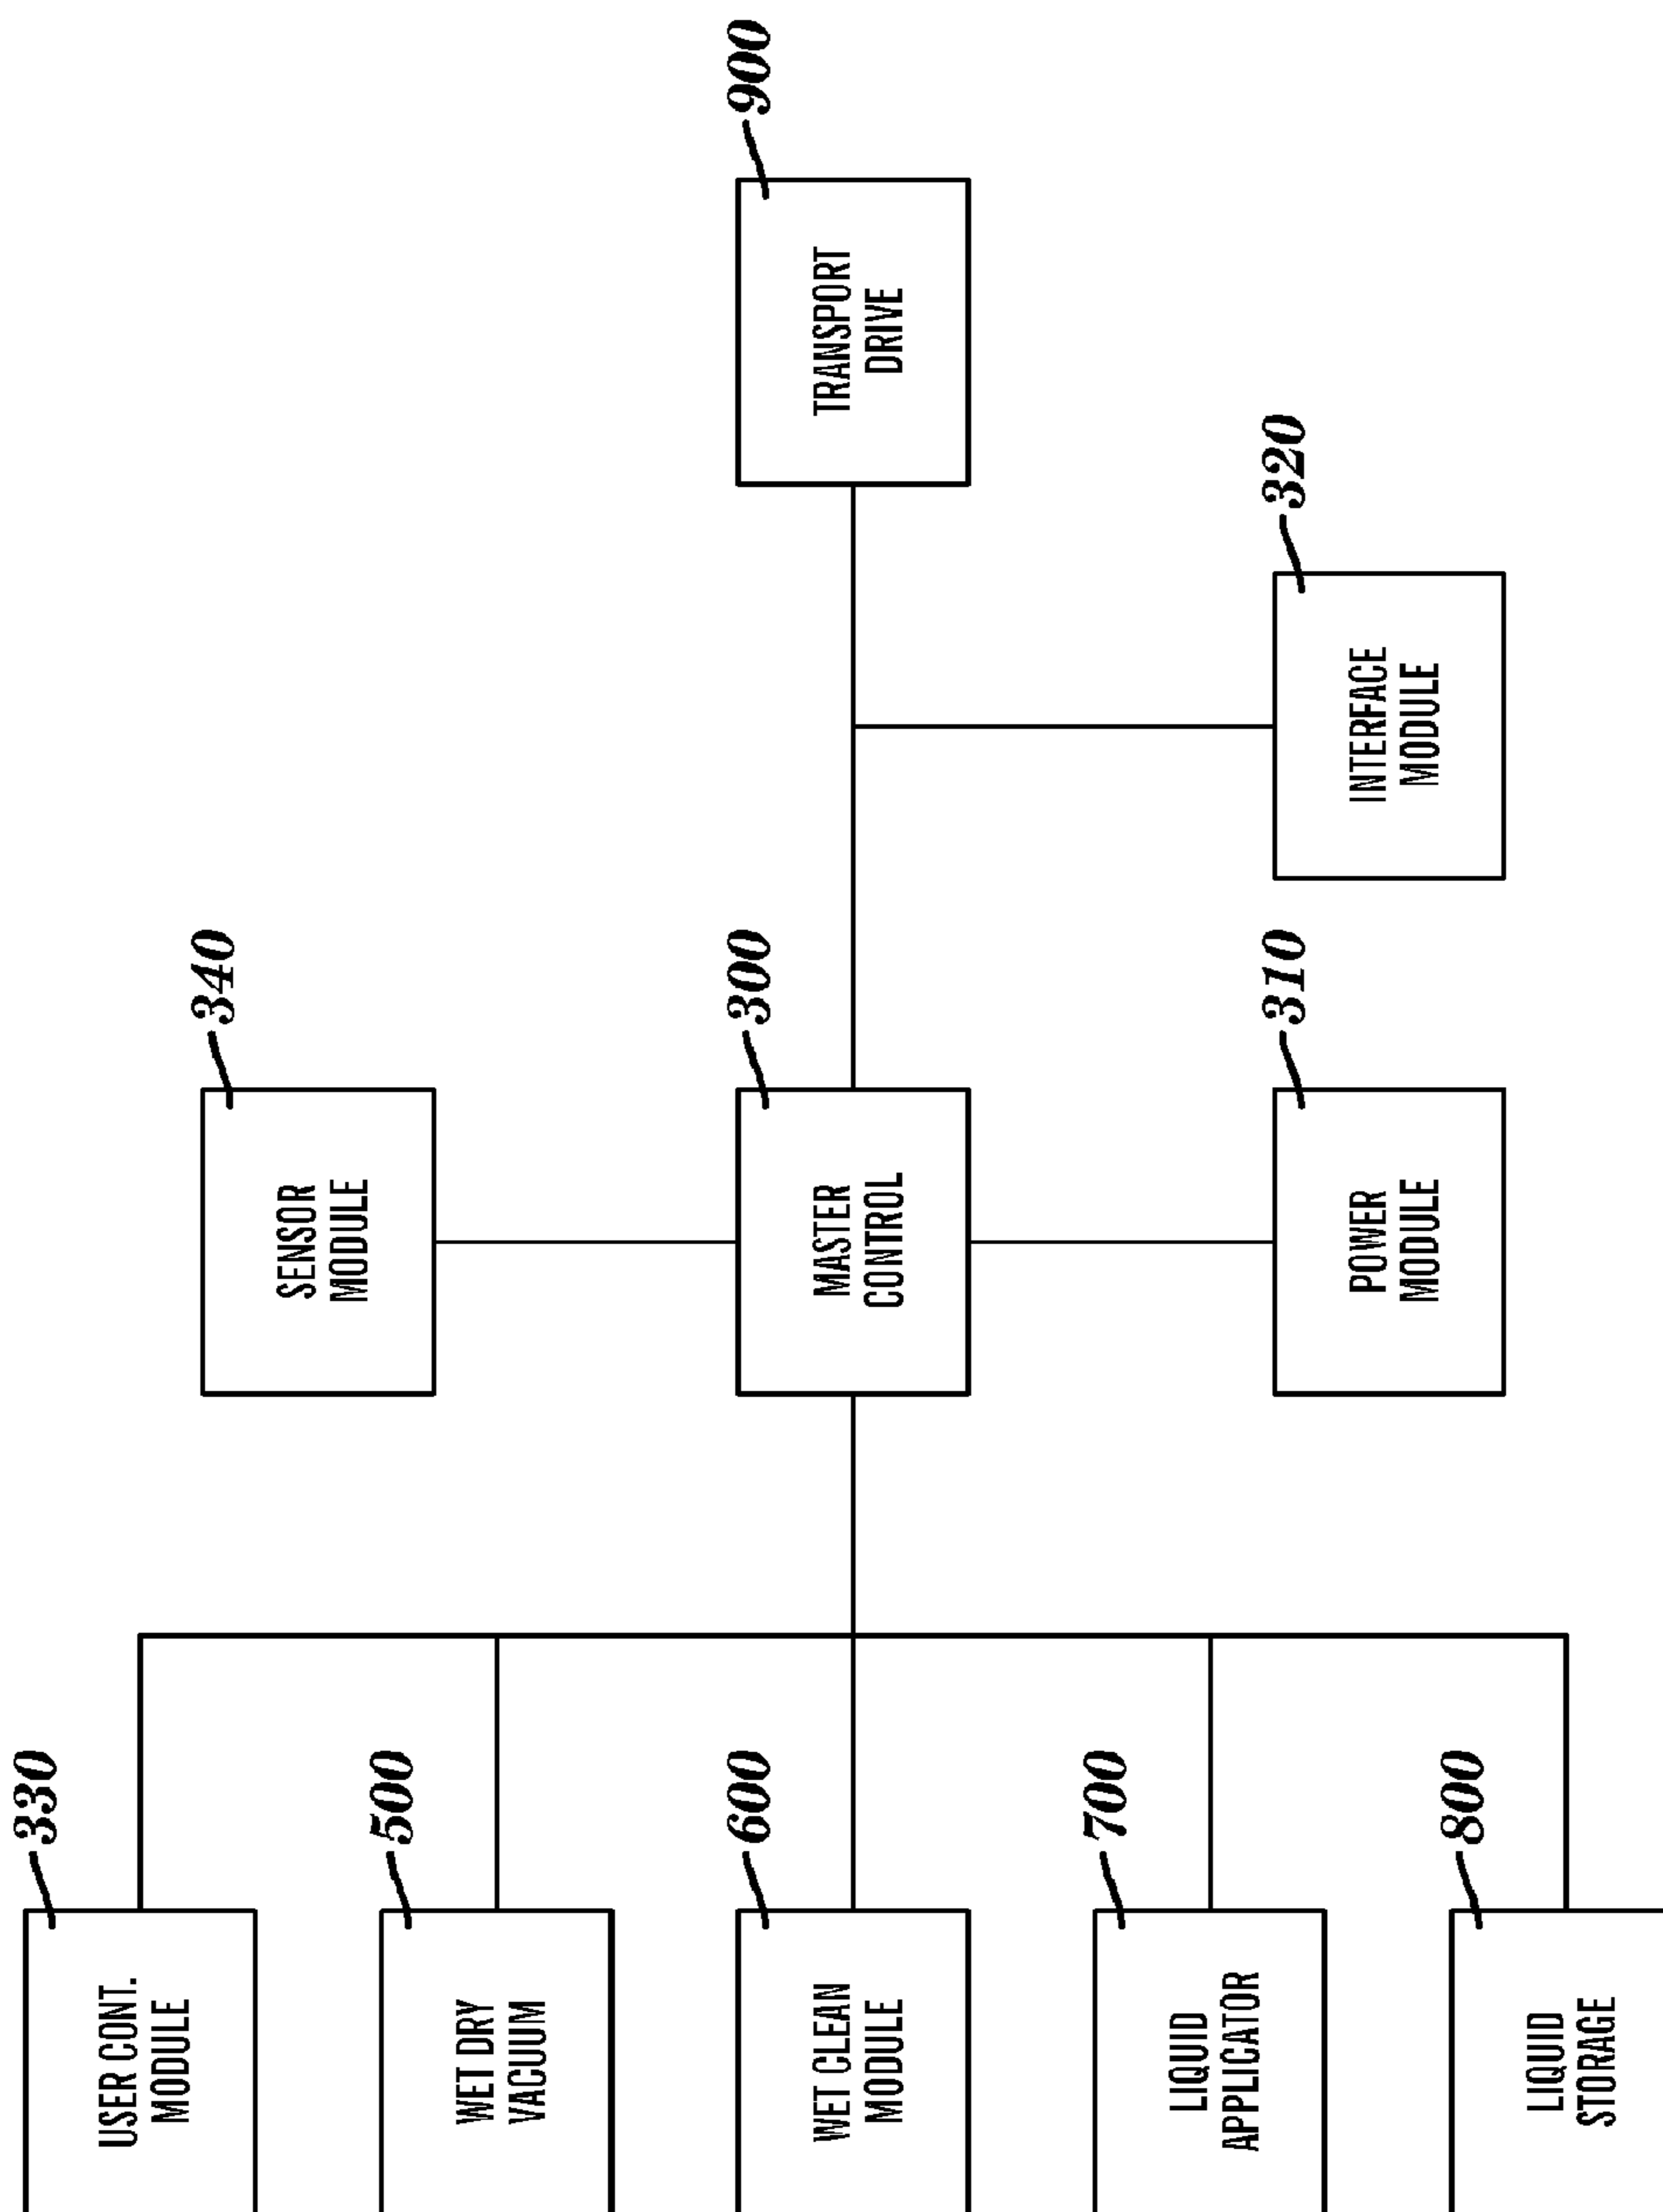 900
TRANSPORT
DRIVE
320
INTERFACE
MODULE
340
SENSOR
MODULE
300
MASTER
CONTROL
310
POWER
MODULE
330
USER CONT.
MODULE
500
WET DRY
VACUUM
600
WET CLEAN
MODULE
700
LIQUID
APPLICATOR
800
LIQUID
STORAGE